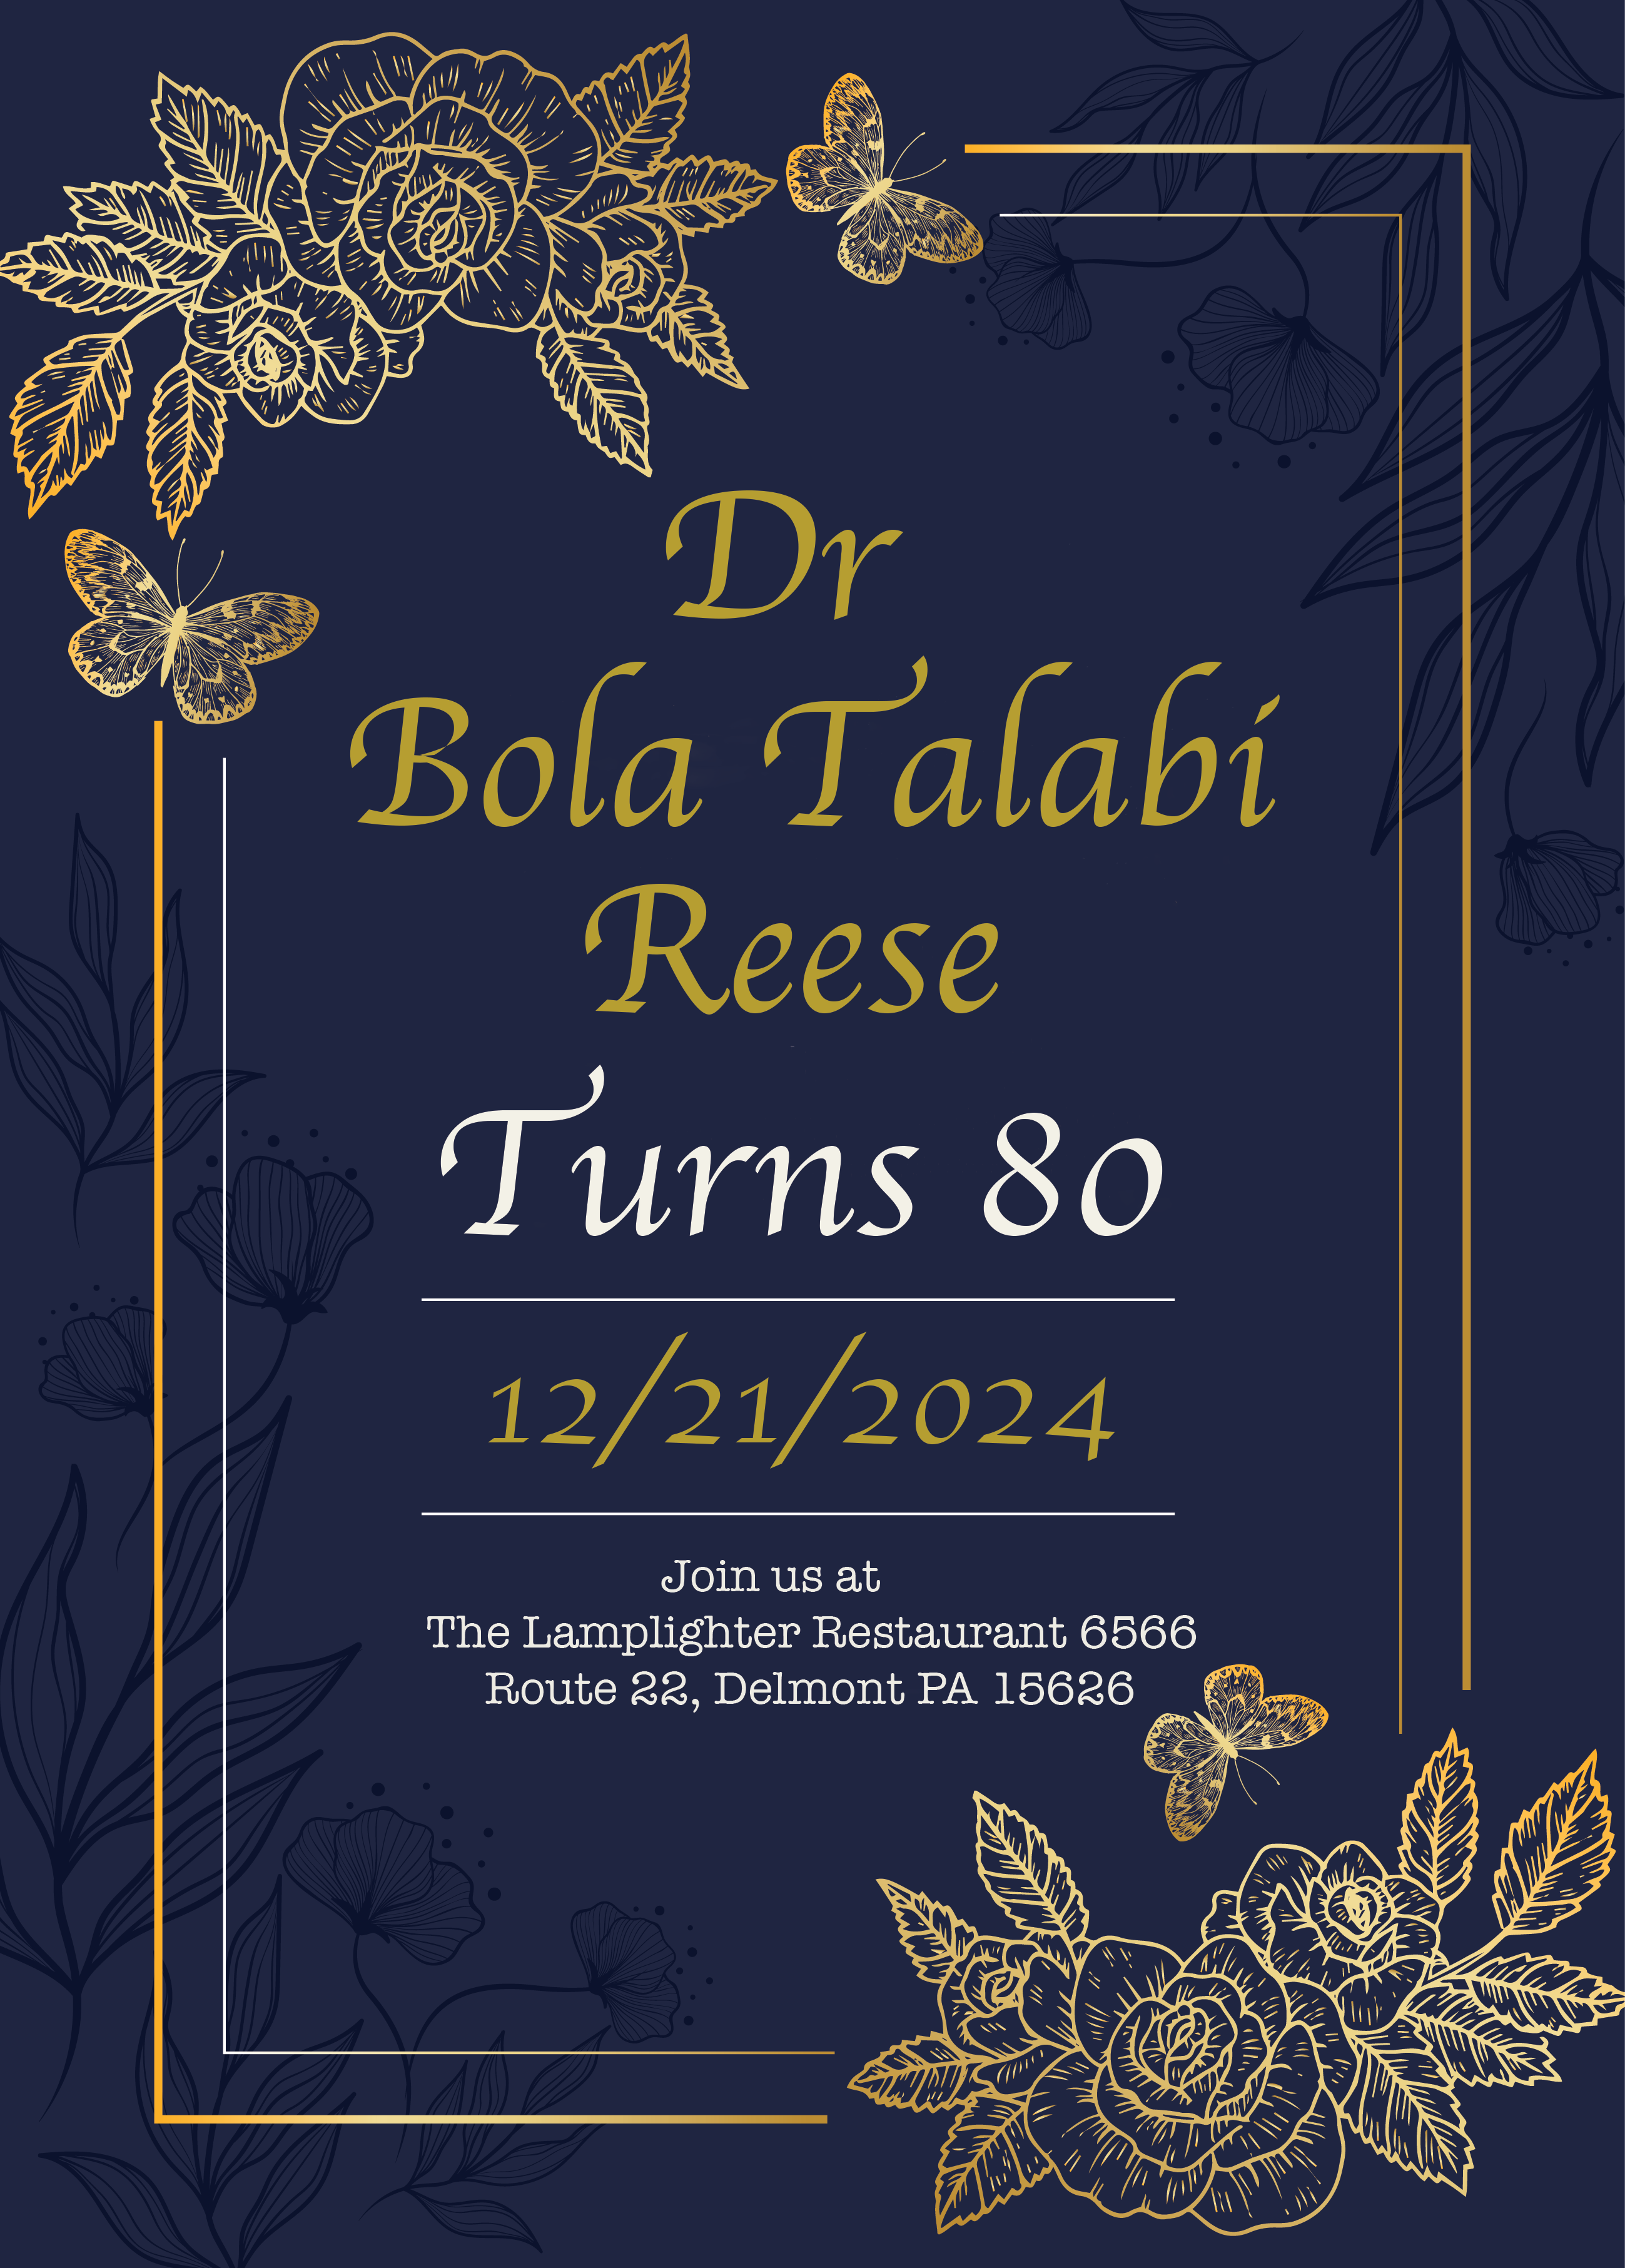 Dr
Bola Talabi
Reese
Turns 80
12/21/2024
Join us at
The Lamplighter Restaurant 6566
Route 22, Delmont PA 15626